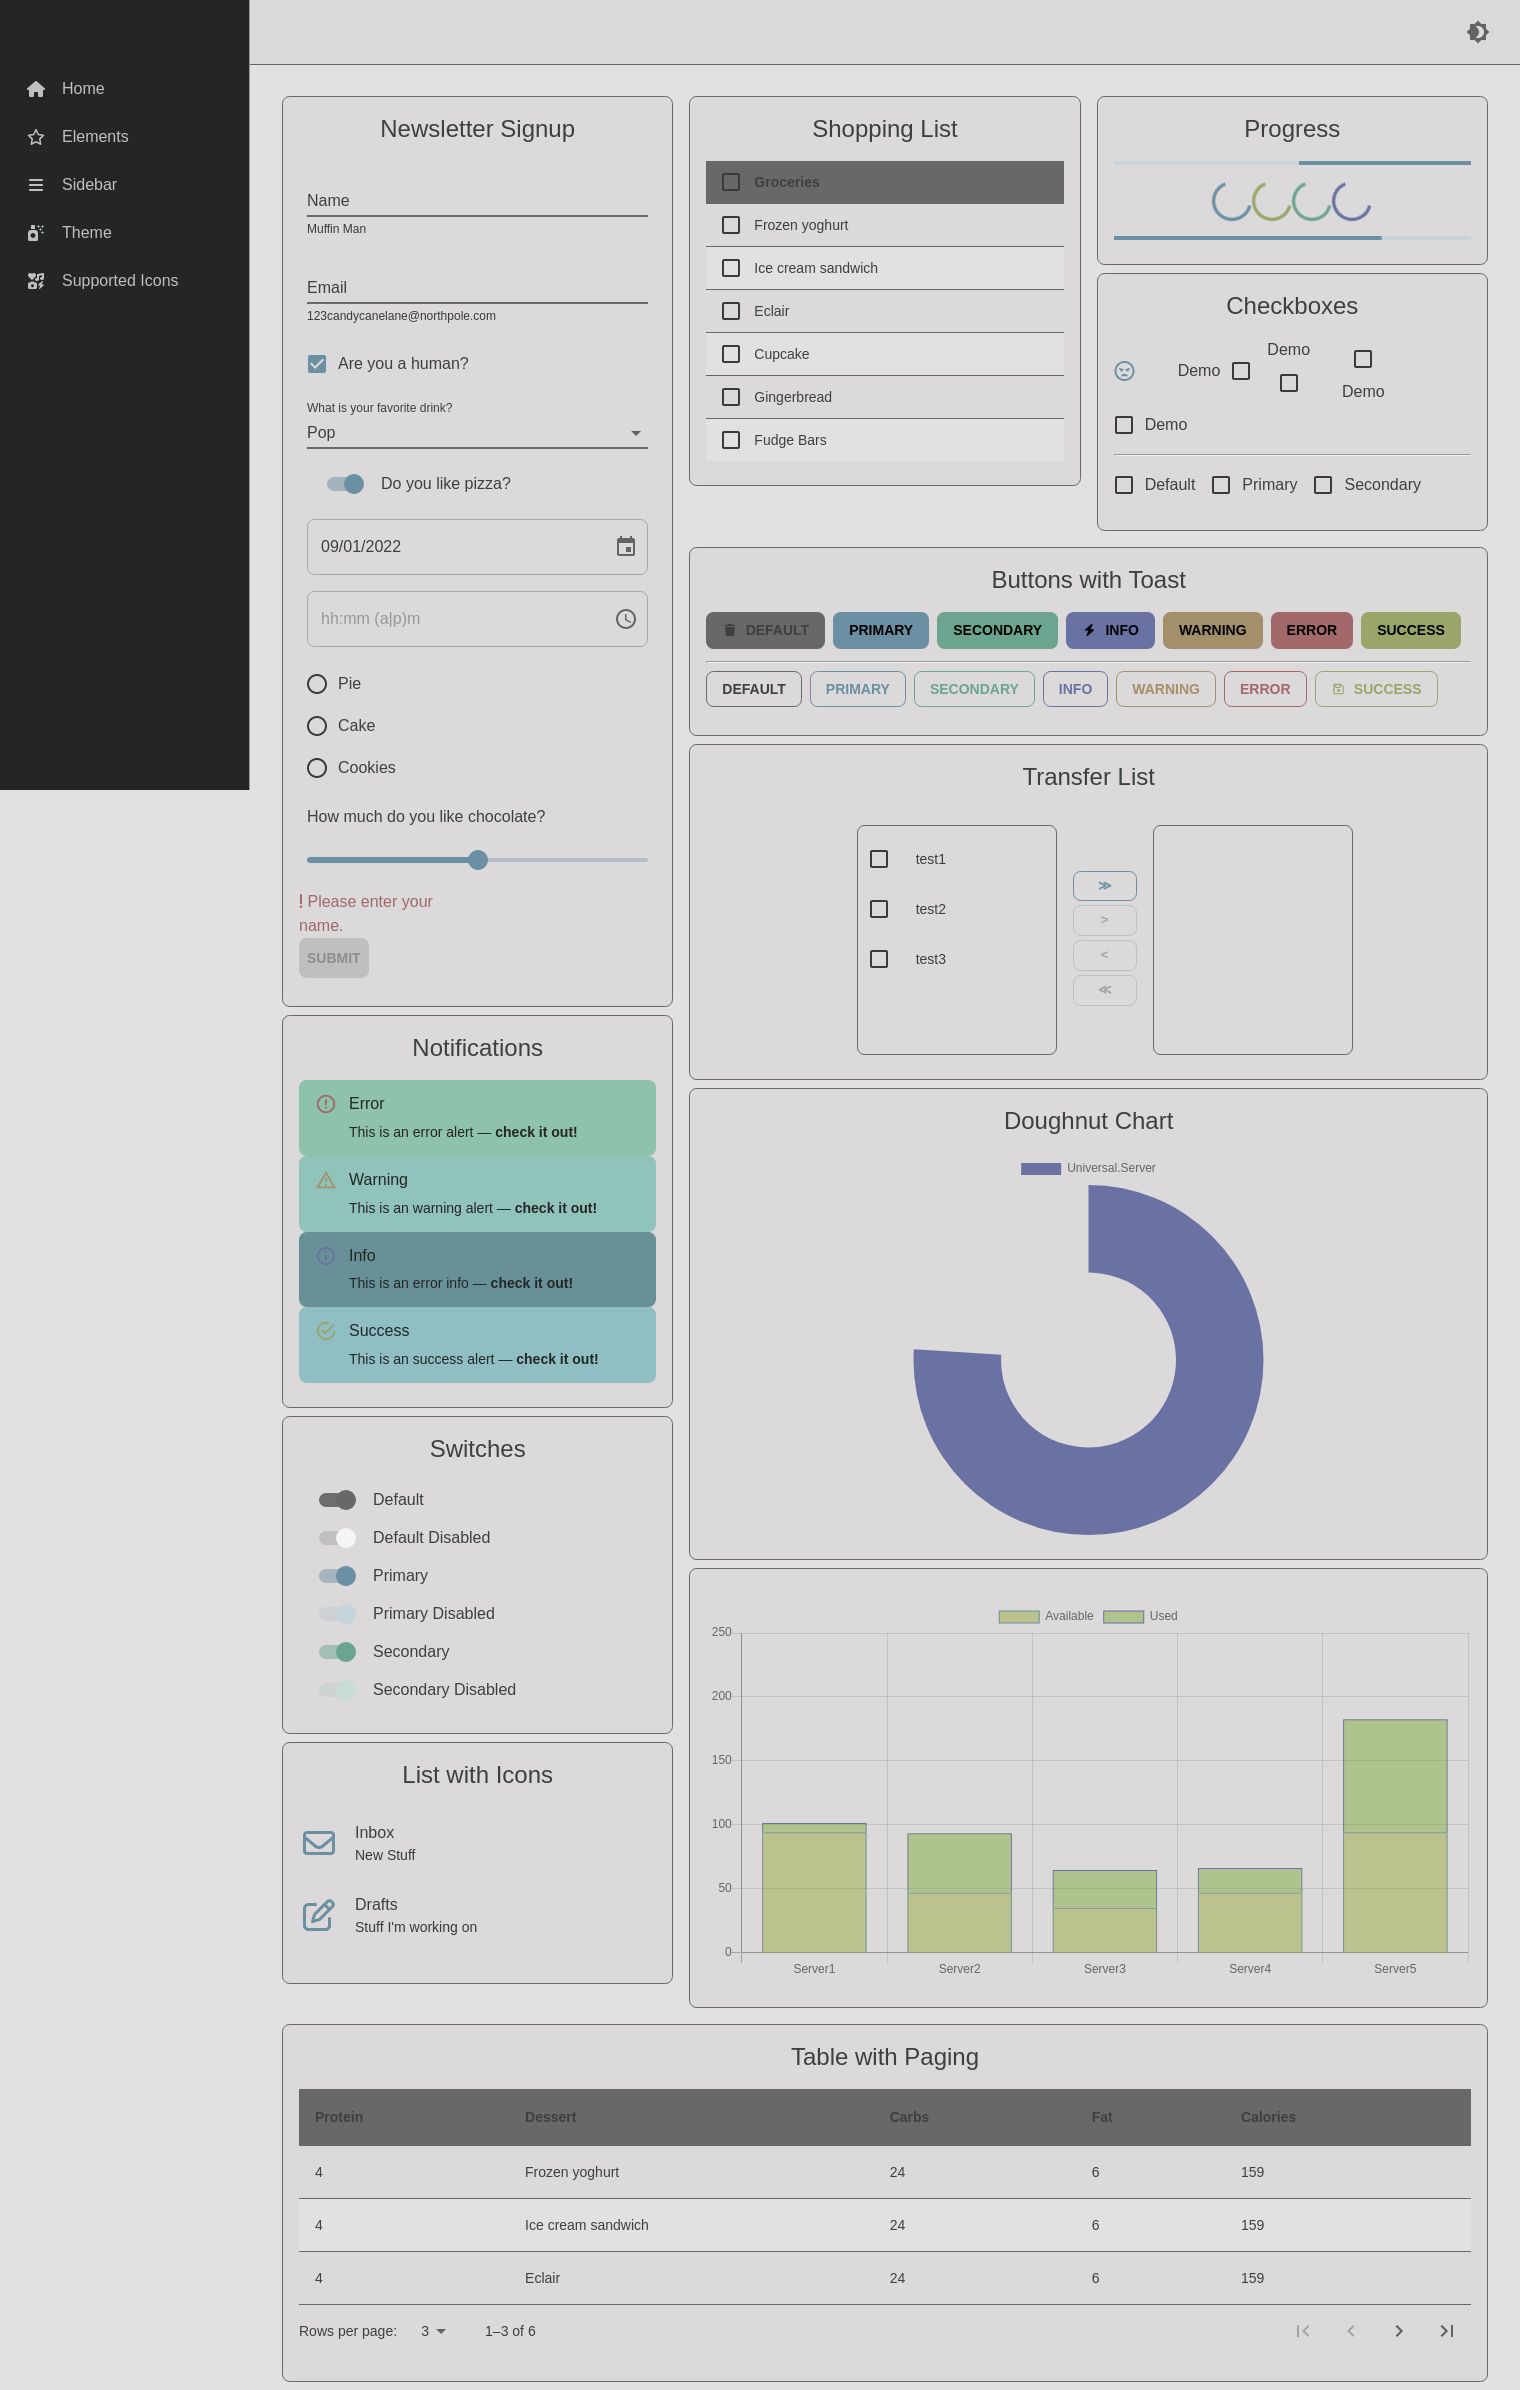 Home
Elements
Sidebar
Theme
Supported Icons
Newsletter Signup
Name
Muffin Man
Email
123candycanelane@northpole.com
Are you a human?
What is your favorite drink?
Pop
Do you like pizza?
09/01/2022
hh:mm (a|p)m
Pie
Cake
Cookies
How much do you like chocolate?
! Please enter your
name.
SUBMIT
Notifications
Error
This is an error alert — check it out!
Warning
This is an warning alert — check it out!
Info
This is an error info — check it out!
Success
This is an success alert — check it out!
Switches
Default
Default Disabled
Primary
Primary Disabled
Secondary
Secondary Disabled
List with Icons
Inbox
New Stuff
Drafts
Stuff I'm working on
Shopping List
Groceries
Frozen yoghurt
Ice cream sandwich
Eclair
Cupcake
Gingerbread
Fudge Bars
Progress
Checkboxes
Demo
Demo
Demo
Demo
Default Primary Secondary
Buttons with Toast
DEFAULT PRIMARY SECONDARY INFO WARNING ERROR SUCCESS
DEFAULT PRIMARY SECONDARY INFO WARNING ERROR SUCCESS
Transfer List
test1
test2
test3
≫
>
<
≪
Doughnut Chart
Universal.Server
Available Used
250
200
150
100
50
0
Server1 Server2 Server3 Server4 Server5
Table with Paging
Protein Dessert Carbs Fat Calories
4 Frozen yoghurt 24 6 159
4 Ice cream sandwich 24 6 159
4 Eclair 24 6 159
Rows per page: 3 1–3 of 6